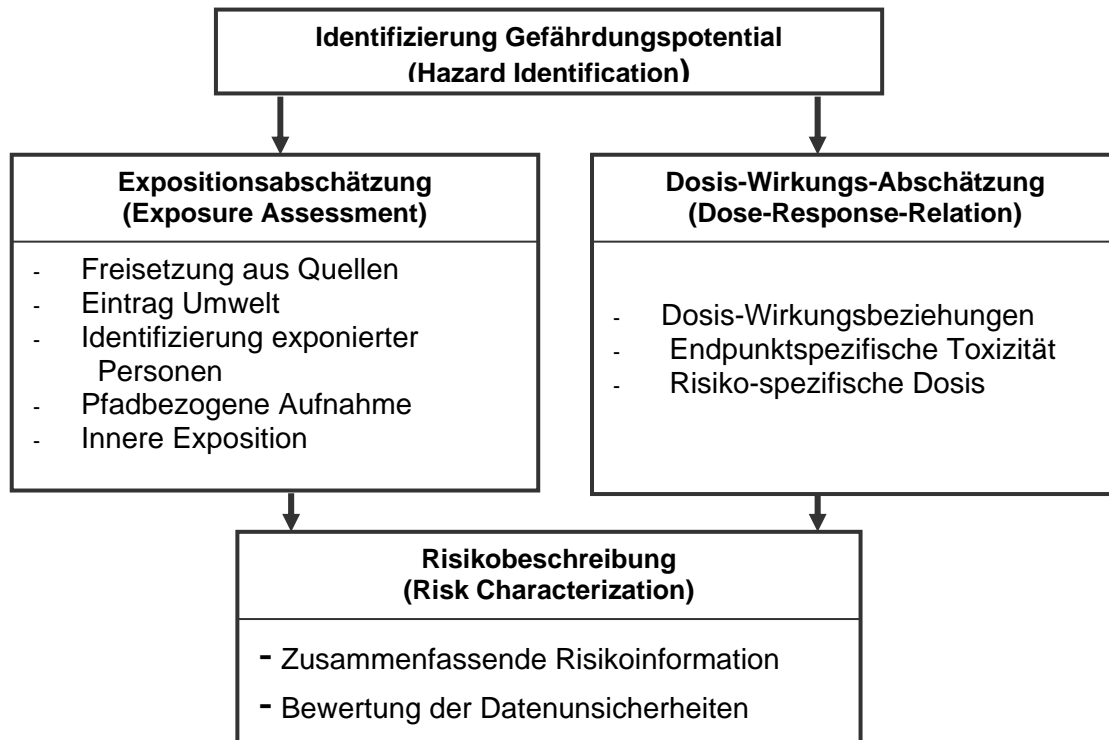 Identifizierung Gefährdungspotential
(Hazard Identification)
Expositionsabschätzung
(Exposure Assessment)
- Freisetzung aus Quellen
- Eintrag Umwelt
- Identifizierung exponierter
Personen
- Pfadbezogene Aufnahme
- Innere Exposition
Dosis-Wirkungs-Abschätzung
(Dose-Response-Relation)
- Dosis-Wirkungsbeziehungen
- Endpunktspezifische Toxizität
- Risiko-spezifische Dosis
Risikobeschreibung
(Risk Characterization)
- Zusammenfassende Risikoinformation
- Bewertung der Datenunsicherheiten